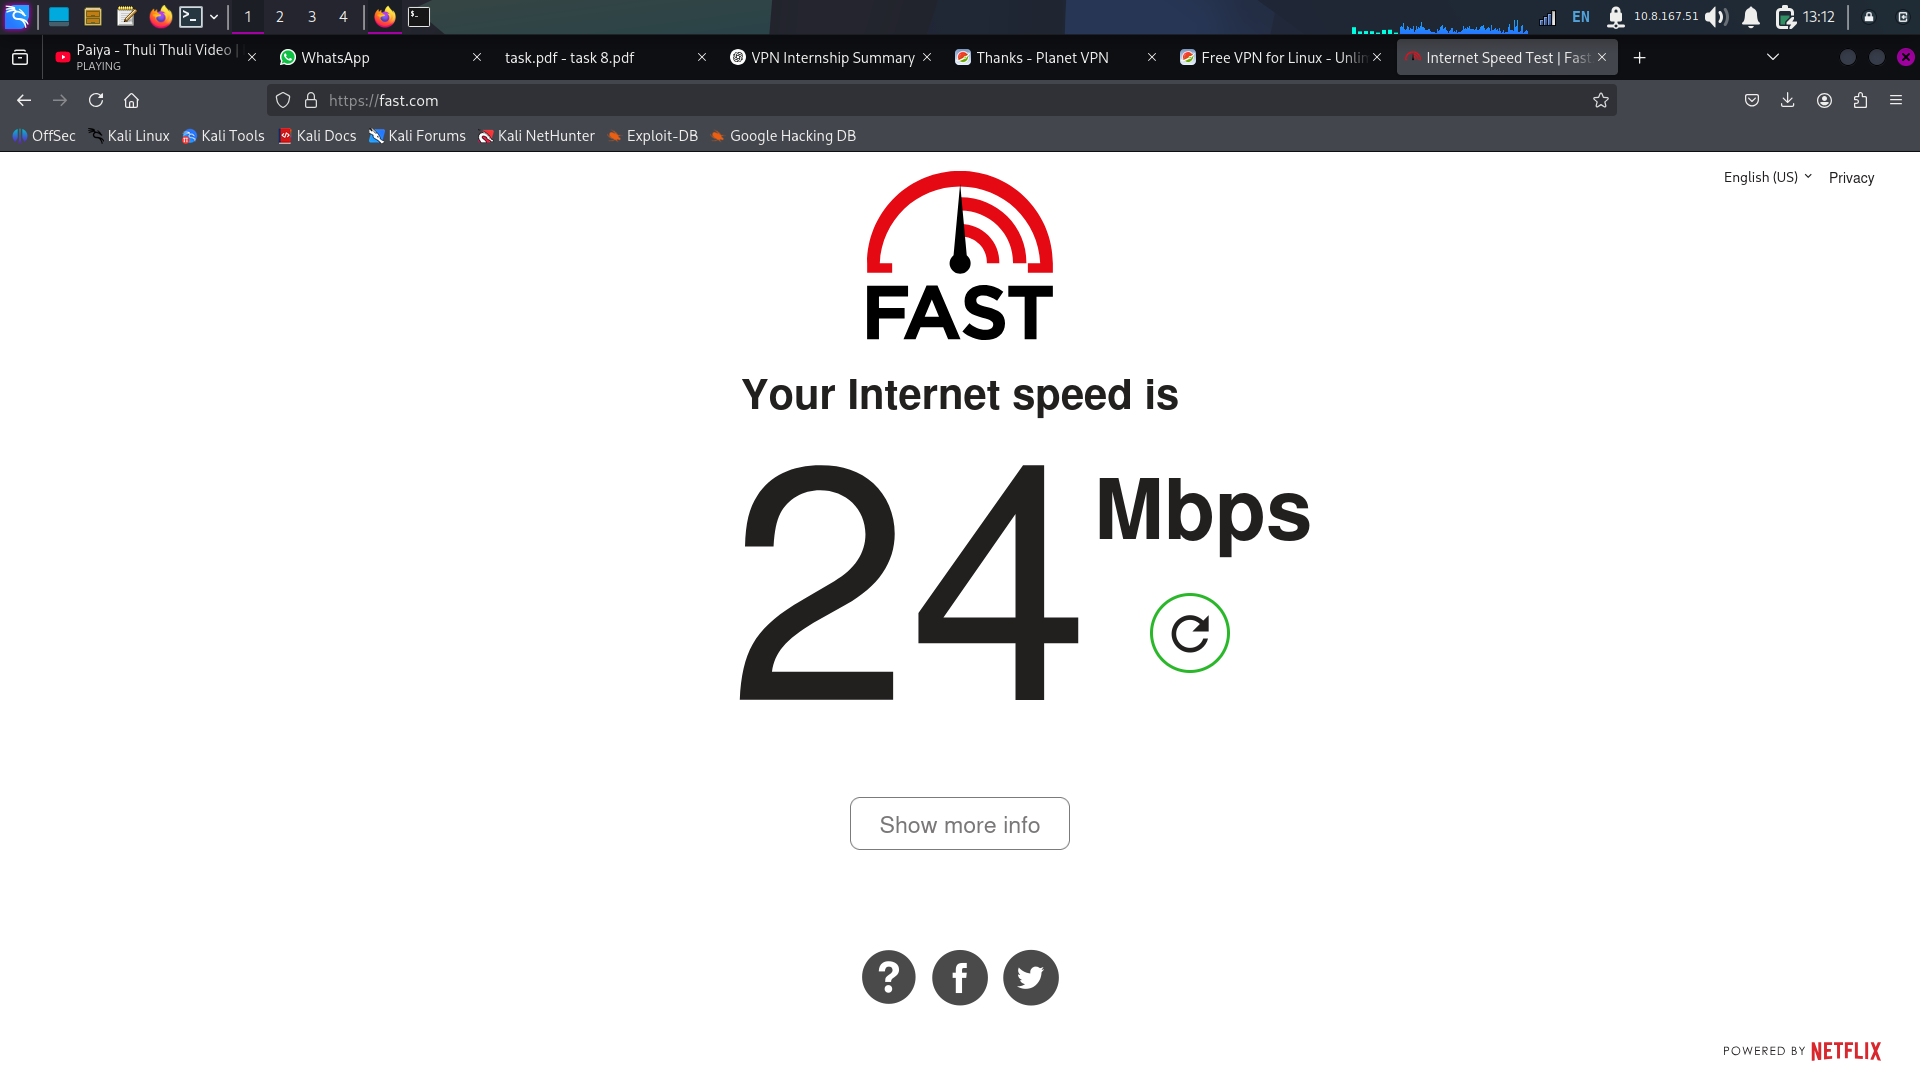 1 2 3 4 EN 10.8.167.51 13:12
Paiya - Thuli Thuli Video |
PLAYING
WhatsApp
task.pdf - task 8.pdf
VPN Internship Summary
Thanks - Planet VPN
Free VPN for Linux - Unlin
Internet Speed Test | Fast
https://fast.com
OffSec Kali Linux Kali Tools Kali Docs Kali Forums Kali NetHunter Exploit-DB Google Hacking DB
English (US) Privacy
FAST
Your Internet speed is
24 Mbps
Show more info
POWERED BY NETFLIX